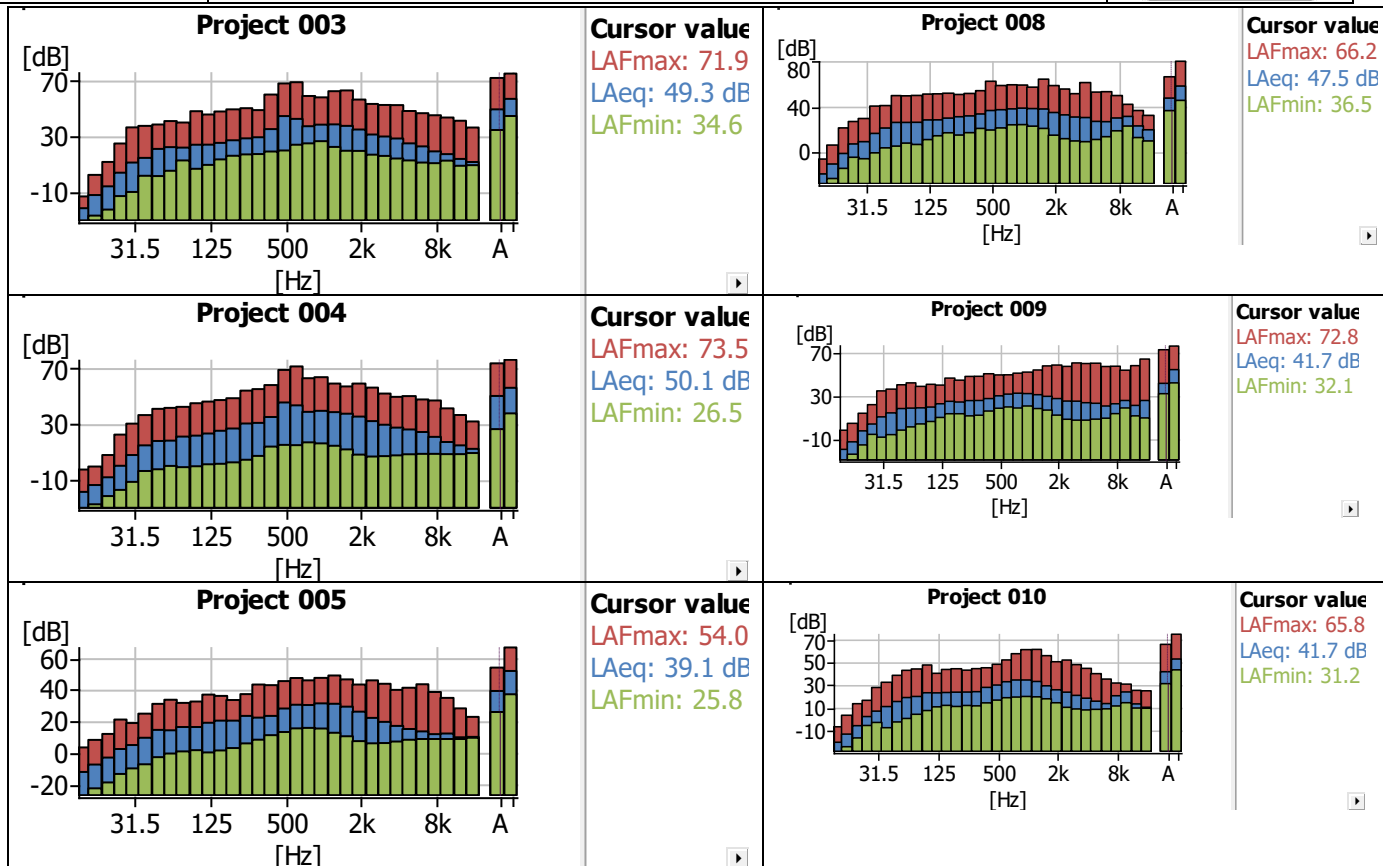 Project 003
[dB]
70
30
-10
31.5 125 500 2k 8k A
[Hz]
Cursor value
LAFmax: 71.9
LAeq: 49.3 dB
LAFmin: 34.6
Project 008
[dB]
80
40
0
31.5 125 500 2k 8k A
[Hz]
Cursor value
LAFmax: 66.2
LAeq: 47.5 dB
LAFmin: 36.5
Project 004
[dB]
70
30
-10
31.5 125 500 2k 8k A
[Hz]
Cursor value
LAFmax: 73.5
LAeq: 50.1 dB
LAFmin: 26.5
Project 009
[dB]
70
30
-10
31.5 125 500 2k 8k A
[Hz]
Cursor value
LAFmax: 72.8
LAeq: 41.7 dB
LAFmin: 32.1
Project 005
[dB]
60
40
20
0
-20
31.5 125 500 2k 8k A
[Hz]
Cursor value
LAFmax: 54.0
LAeq: 39.1 dB
LAFmin: 25.8
Project 010
[dB]
70
50
30
10
-10
31.5 125 500 2k 8k A
[Hz]
Cursor value
LAFmax: 65.8
LAeq: 41.7 dB
LAFmin: 31.2